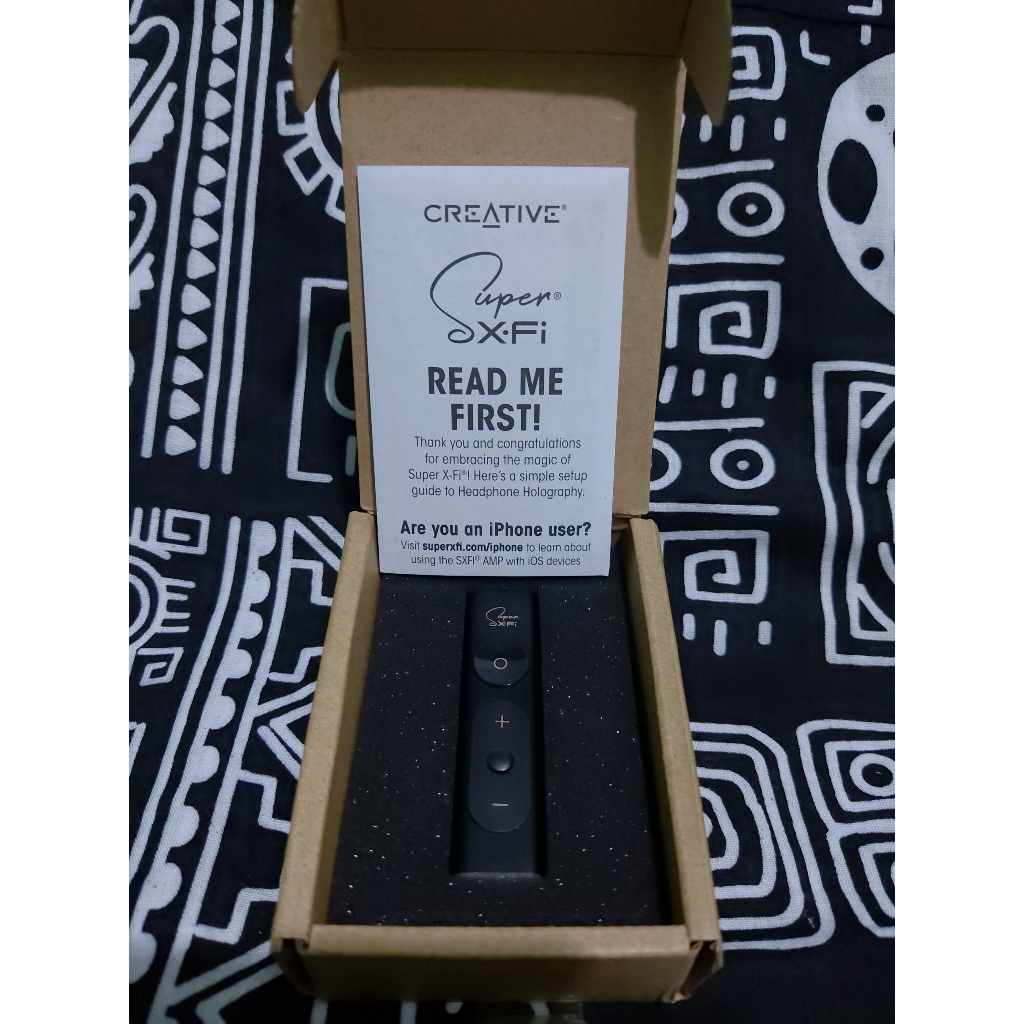 CREATIVE®
Super®
X-Fi
READ ME
FIRST!
Thank you and congratulations
for embracing the magic of
Super X-Fi®! Here's a simple setup
guide to Headphone Holography.
Are you an iPhone user?
Visit superxfi.com/iphone to learn about
using the SXFI® AMP with iOS devices
Super
X-Fi
+
−